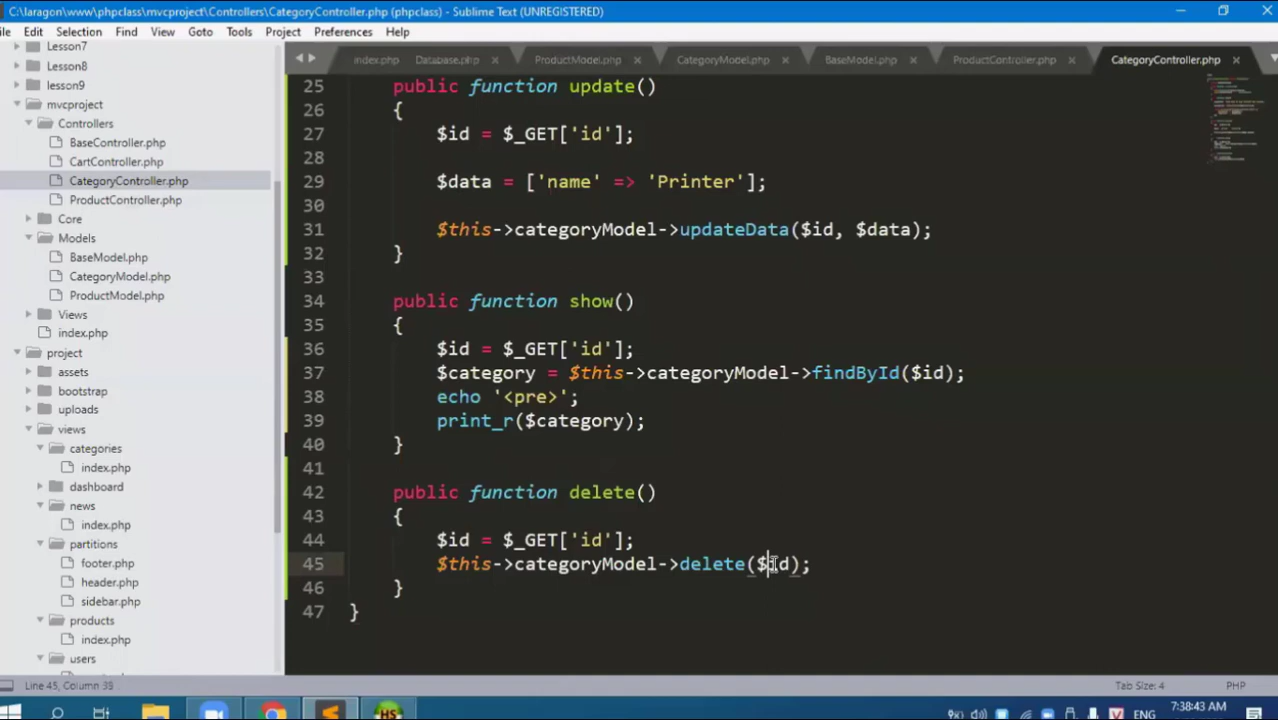 C:\laragon\www\phpclass\mvcproject\Controllers\CategoryController.php (phpclass) - Sublime Text (UNREGISTERED)
Edit Selection Find View Goto Tools Project Preferences Help
index.php Database.php ProductModel.php CategoryModel.php BaseModel.php ProductController.php CategoryController.php
Lesson7
Lesson8
lesson9
mvcproject
Controllers
BaseController.php
CartController.php
CategoryController.php
ProductController.php
Core
Models
BaseModel.php
CategoryModel.php
ProductModel.php
Views
index.php
project
assets
bootstrap
uploads
views
categories
index.php
dashboard
news
index.php
partitions
footer.php
header.php
sidebar.php
products
index.php
users
25 public function update()
26 {
27 $id = $_GET['id'];
28
29 $data = ['name' => 'Printer'];
30
31 $this->categoryModel->updateData($id, $data);
32 }
33
34 public function show()
35 {
36 $id = $_GET['id'];
37 $category = $this->categoryModel->findById($id);
38 echo '<pre>';
39 print_r($category);
40 }
41
42 public function delete()
43 {
44 $id = $_GET['id'];
45 $this->categoryModel->delete($id);
46 }
47 }
Line 45, Column 39 Tab Size: 4 PHP
ENG 7:38:43 AM